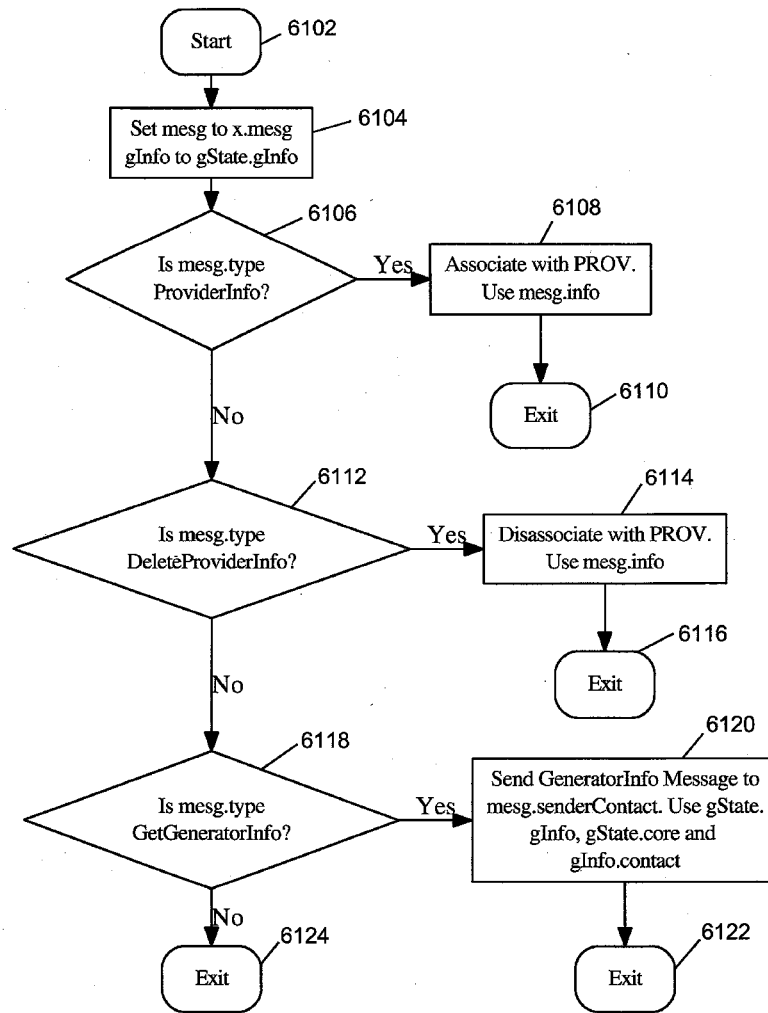 Start
6102
Set mesg to x.mesg
gInfo to gState.gInfo
6104
6106
Is mesg.type
ProviderInfo?
Yes
6108
Associate with PROV.
Use mesg.info
Exit
6110
No
6112
Is mesg.type
DeleteProviderInfo?
Yes
6114
Disassociate with PROV.
Use mesg.info
6116
Exit
No
6118
Is mesg.type
GetGeneratorInfo?
Yes
6120
Send GeneratorInfo Message to
mesg.senderContact. Use gState.
gInfo, gState.core and
gInfo.contact
No
6124
Exit
6122
Exit